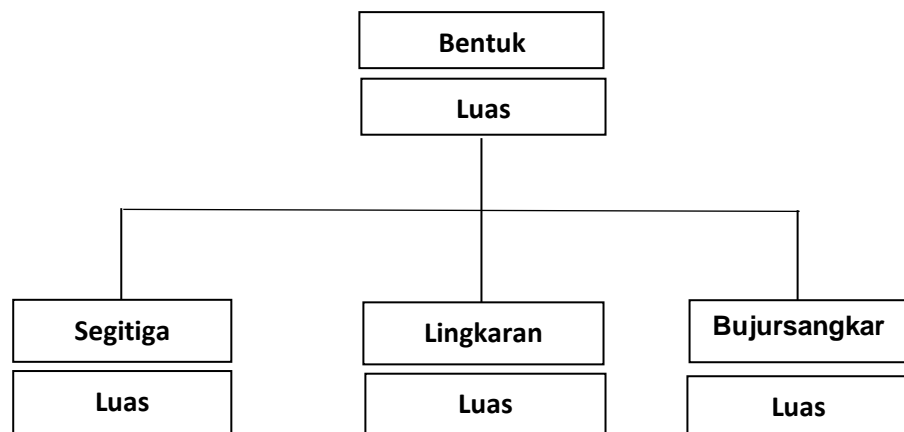 Bentuk
Luas
Segitiga
Lingkaran
Bujursangkar
Luas
Luas
Luas